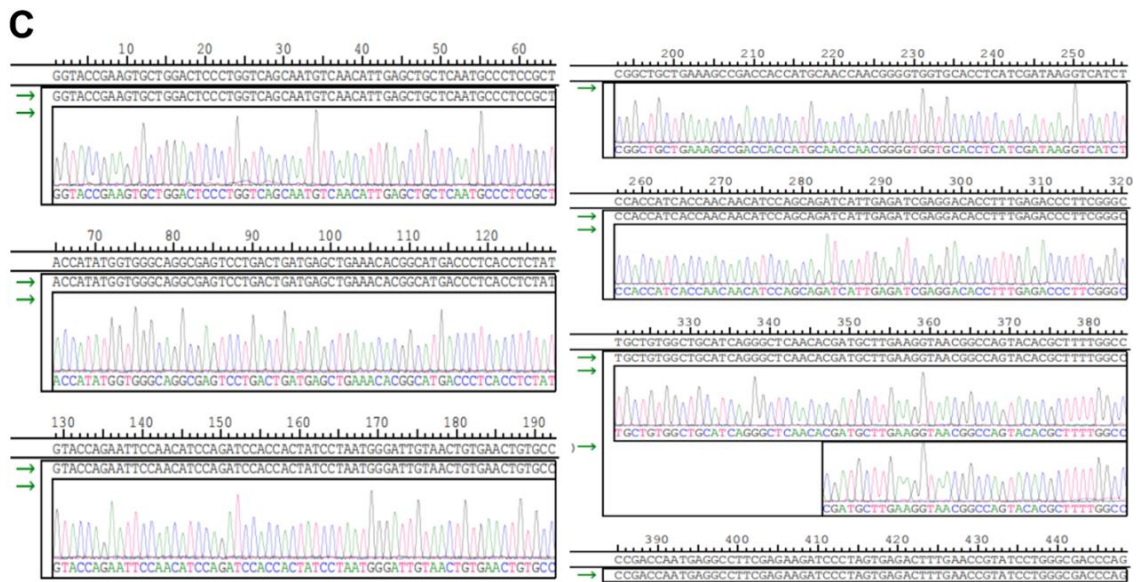 C
10 20 30 40 50 60
GGTACCGAAGTGCTGGACTCCCTGGTCAGCAATGTCAACATTGAGCTGCTCAATGCCCTCCGCT
GGTACCGAAGTGCTGGACTCCCTGGTCAGCAATGTCAACATTGAGCTGCTCAATGCCCTCCGCT
GGTACCGAAGTGCTGGACTCCCTGGTCAGCAATGTCAACATTGAGCTGCTCAATGCCCTCCGCT
70 80 90 100 110 120
ACCATATGGTGGGCAGGCGAGTCCTGACTGATGAGCTGAAACACGGCATGACCCTCACCTCTAT
ACCATATGGTGGGCAGGCGAGTCCTGACTGATGAGCTGAAACACGGCATGACCCTCACCTCTAT
ACCATATGGTGGGCAGGCGAGTCCTGACTGATGAGCTGAAACACGGCATGACCCTCACCTCTAT
130 140 150 160 170 180 190
GTACCAGAATTCCAACATCCAGATCCACCACTATCCTAATGGGATTGTAACTGTGAACTGTGCC
GTACCAGAATTCCAACATCCAGATCCACCACTATCCTAATGGGATTGTAACTGTGAACTGTGCC
GTACCAGAATTCCAACATCCAGATCCACCACTATCCTAATGGGATTGTAACTGTGAACTGTGCC
200 210 220 230 240 250
CGGCTGCTGAAAGCCGACCACCATGCAACCAACGGGGTGGTGCACCTCATCGATAAGGTCATCT
CGGCTGCTGAAAGCCGACCACCATGCAACCAACGGGGTGGTGCACCTCATCGATAAGGTCATCT
260 270 280 290 300 310 320
CCACCATCACCAACAACATCCAGCAGATCATTGAGATCGAGGACACCTTTGAGACCCTTCGGGC
CCACCATCACCAACAACATCCAGCAGATCATTGAGATCGAGGACACCTTTGAGACCCTTCGGGC
CCACCATCACCAACAACATCCAGCAGATCATTGAGATCGAGGACACCTTTGAGACCCTTCGGGC
330 340 350 360 370 380
TGCTGTGGCTGCATCAGGGCTCAACACGATGCTTGAAGGTAACGGCCAGTACACGCTTTTGGCC
TGCTGTGGCTGCATCAGGGCTCAACACGATGCTTGAAGGTAACGGCCAGTACACGCTTTTGGCC
TGCTGTGGCTGCATCAGGGCTCAACACGATGCTTGAAGGTAACGGCCAGTACACGCTTTTGGCC
CGATGCTTGAAGGTAACGGCCAGTACACGCTTTTGGCC
390 400 410 420 430 440
CCGACCAATGAGGCCTTCGAGAAGATCCCTAGTGAGACTTTGAACCGTATCCTGGGCGACCCAG
CCGACCAATGAGGCCTTCGAGAAGATCCCTAGTGAGACTTTGAACCGTATCCTGGGCGACCCAG